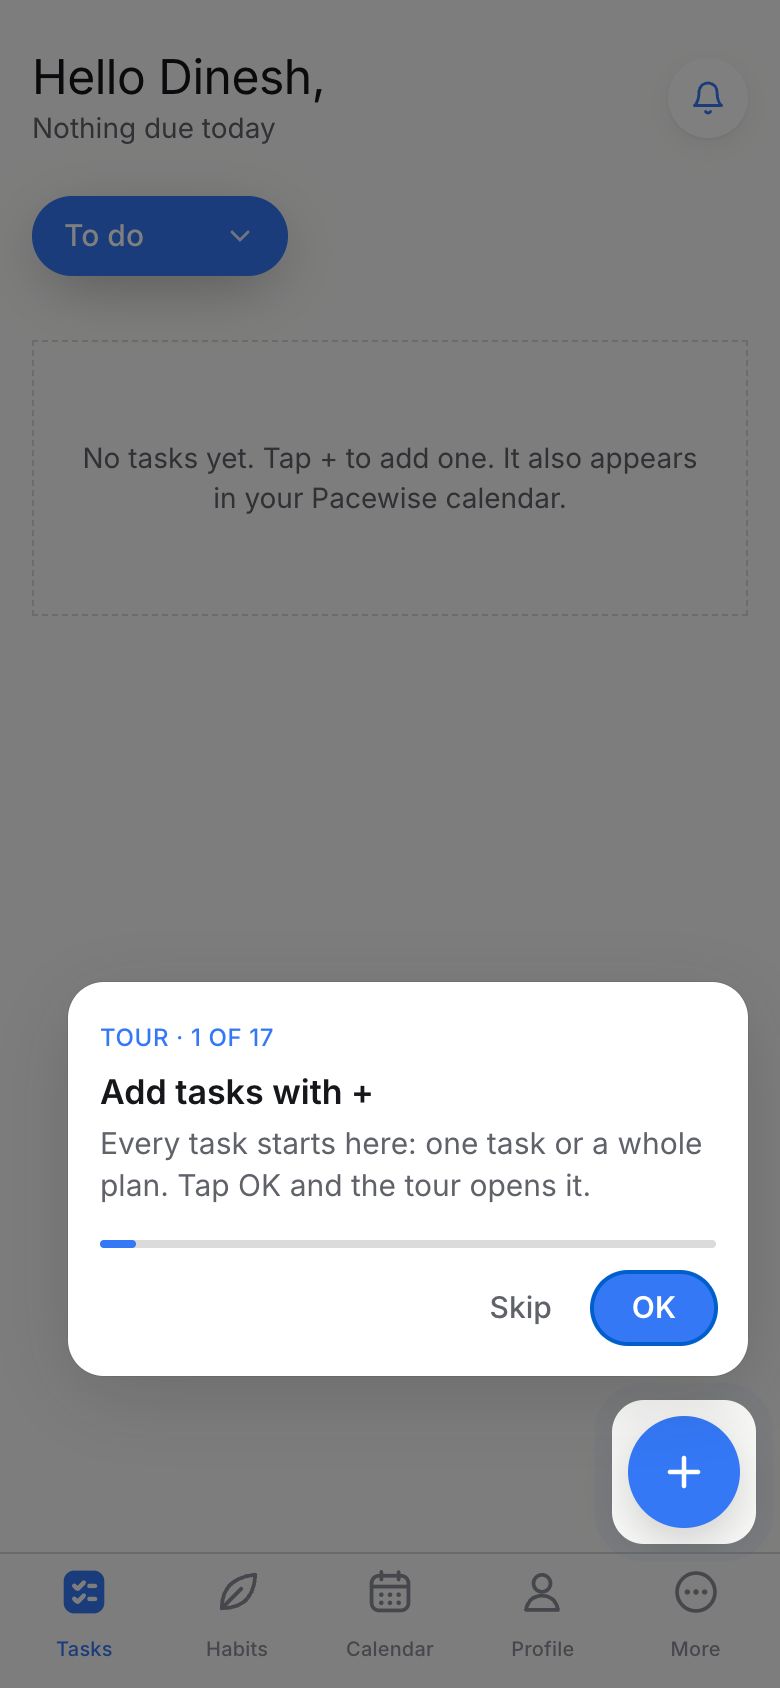 Hello Dinesh,
Nothing due today
To do
No tasks yet. Tap + to add one. It also appears
in your Pacewise calendar.
TOUR · 1 OF 17
Add tasks with +
Every task starts here: one task or a whole
plan. Tap OK and the tour opens it.
Skip OK
Tasks Habits Calendar Profile More